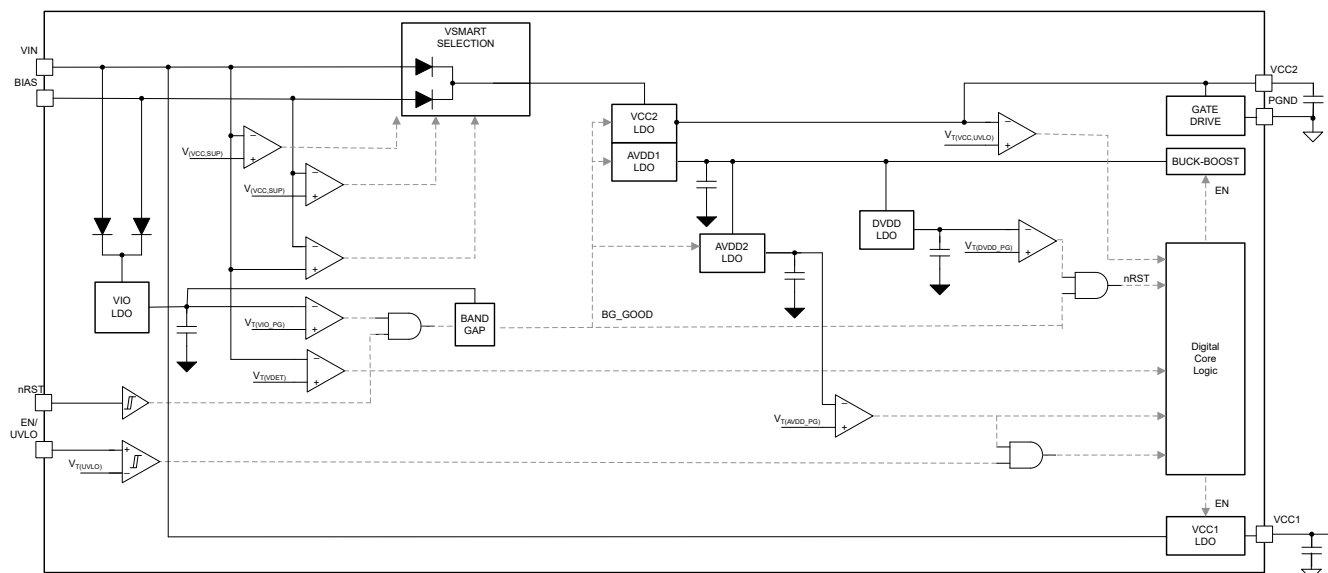 VSMART
SELECTION
VIN
BIAS
VCC2
PGND
GATE
DRIVE
VCC2
LDO
V(VCC,SUP)
VT(VCC,UVLO)
AVDD1
LDO
BUCK-BOOST
V(VCC,SUP)
EN
DVDD
LDO
AVDD2
LDO
VT(DVDD_PG)
nRST
VIO
LDO
BAND
GAP
BG_GOOD
VT(VIO_PG)
Digital
Core
Logic
VT(VDET)
nRST
EN/
UVLO
VT(AVDD_PG)
VT(UVLO)
EN
VCC1
LDO
VCC1